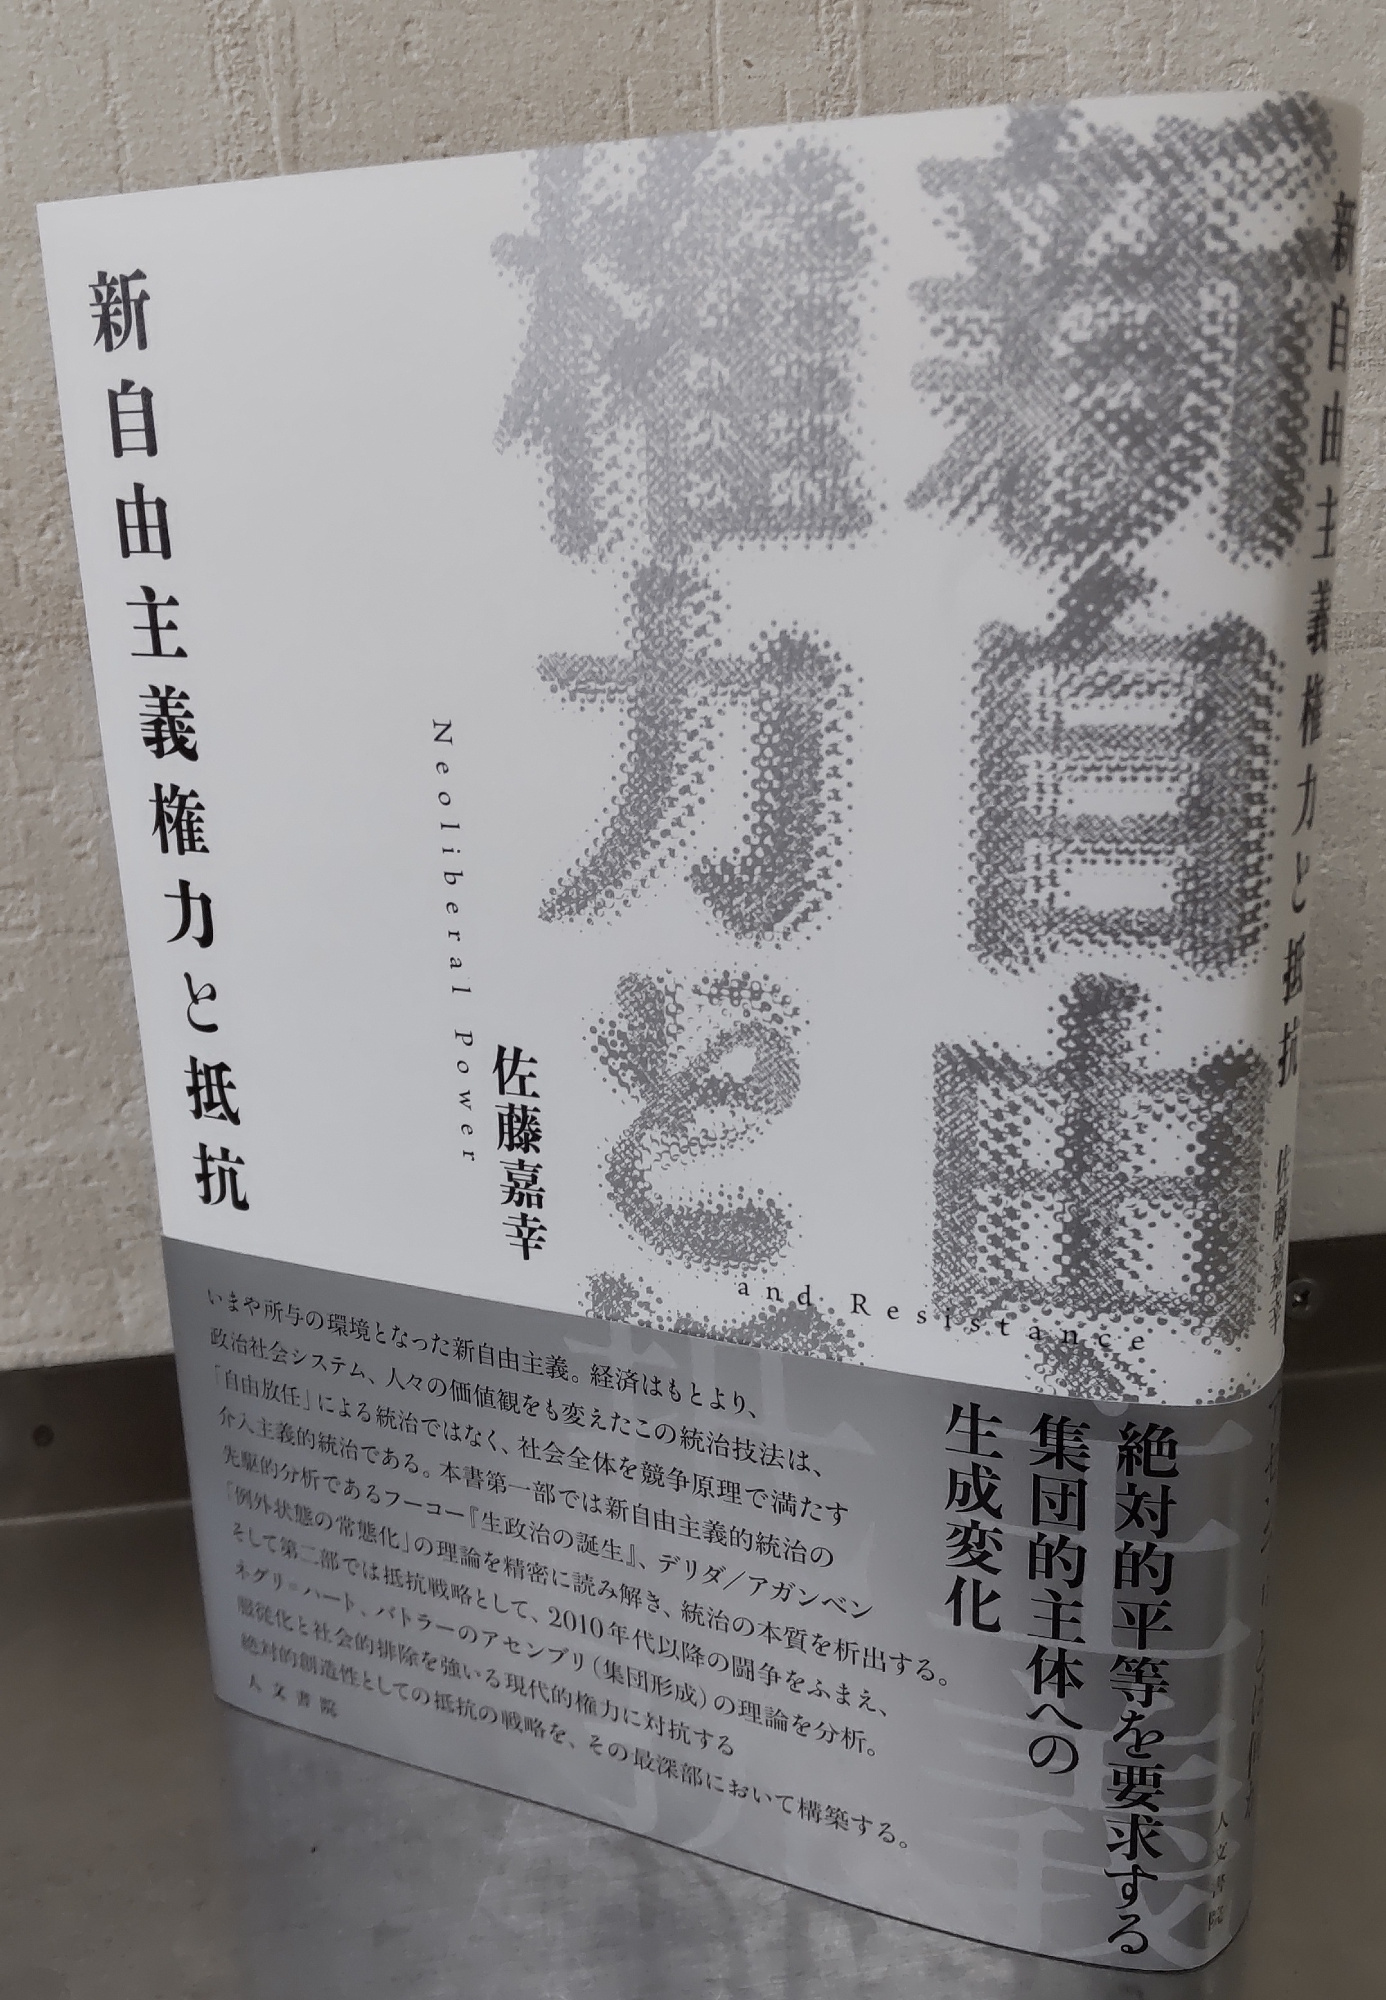 新自由主義権力と抵抗
Neoliberal Power
佐藤嘉幸
新自由
権力と
and Resistance
絶対的平等を要求する
集団的主体への
生成変化
いまや所与の環境となった新自由主義。経済はもとより、
政治社会システム、人々の価値観をも変えたこの統治技法は、
「自由放任」による統治ではなく、社会全体を競争原理で満たす
介入主義的統治である。本書第一部では新自由主義的統治の
先駆的分析であるフーコー『生政治の誕生』、デリダ／アガンベン
「例外状態の常態化」の理論を精密に読み解き、統治の本質を析出する。
そして第二部では抵抗戦略として、2010年代以降の闘争をふまえ、
ネグリ＝ハート、バトラーのアセンブリ（集団形成）の理論を分析。
服従化と社会的排除を強いる現代的権力に対抗する
絶対的創造性としての抵抗の戦略を、その最深部において構築する。
人文書院
新自由主義権力と抵抗 佐藤嘉幸
人文書院